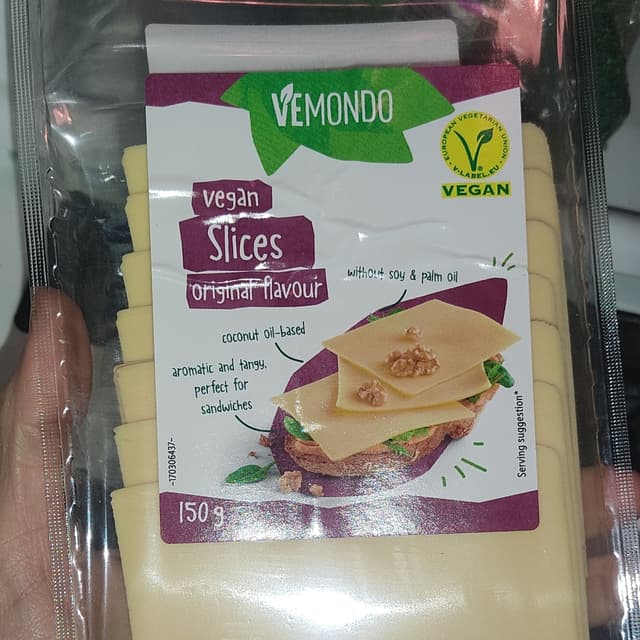 VEMONDO
EUROPEAN VEGETARIAN UNION
V-LABEL.EU
VEGAN
vegan
Slices
original flavour
without soy & palm oil
coconut oil-based
aromatic and tangy,
perfect for
sandwiches
Serving suggestion*
~170306437~
150 g